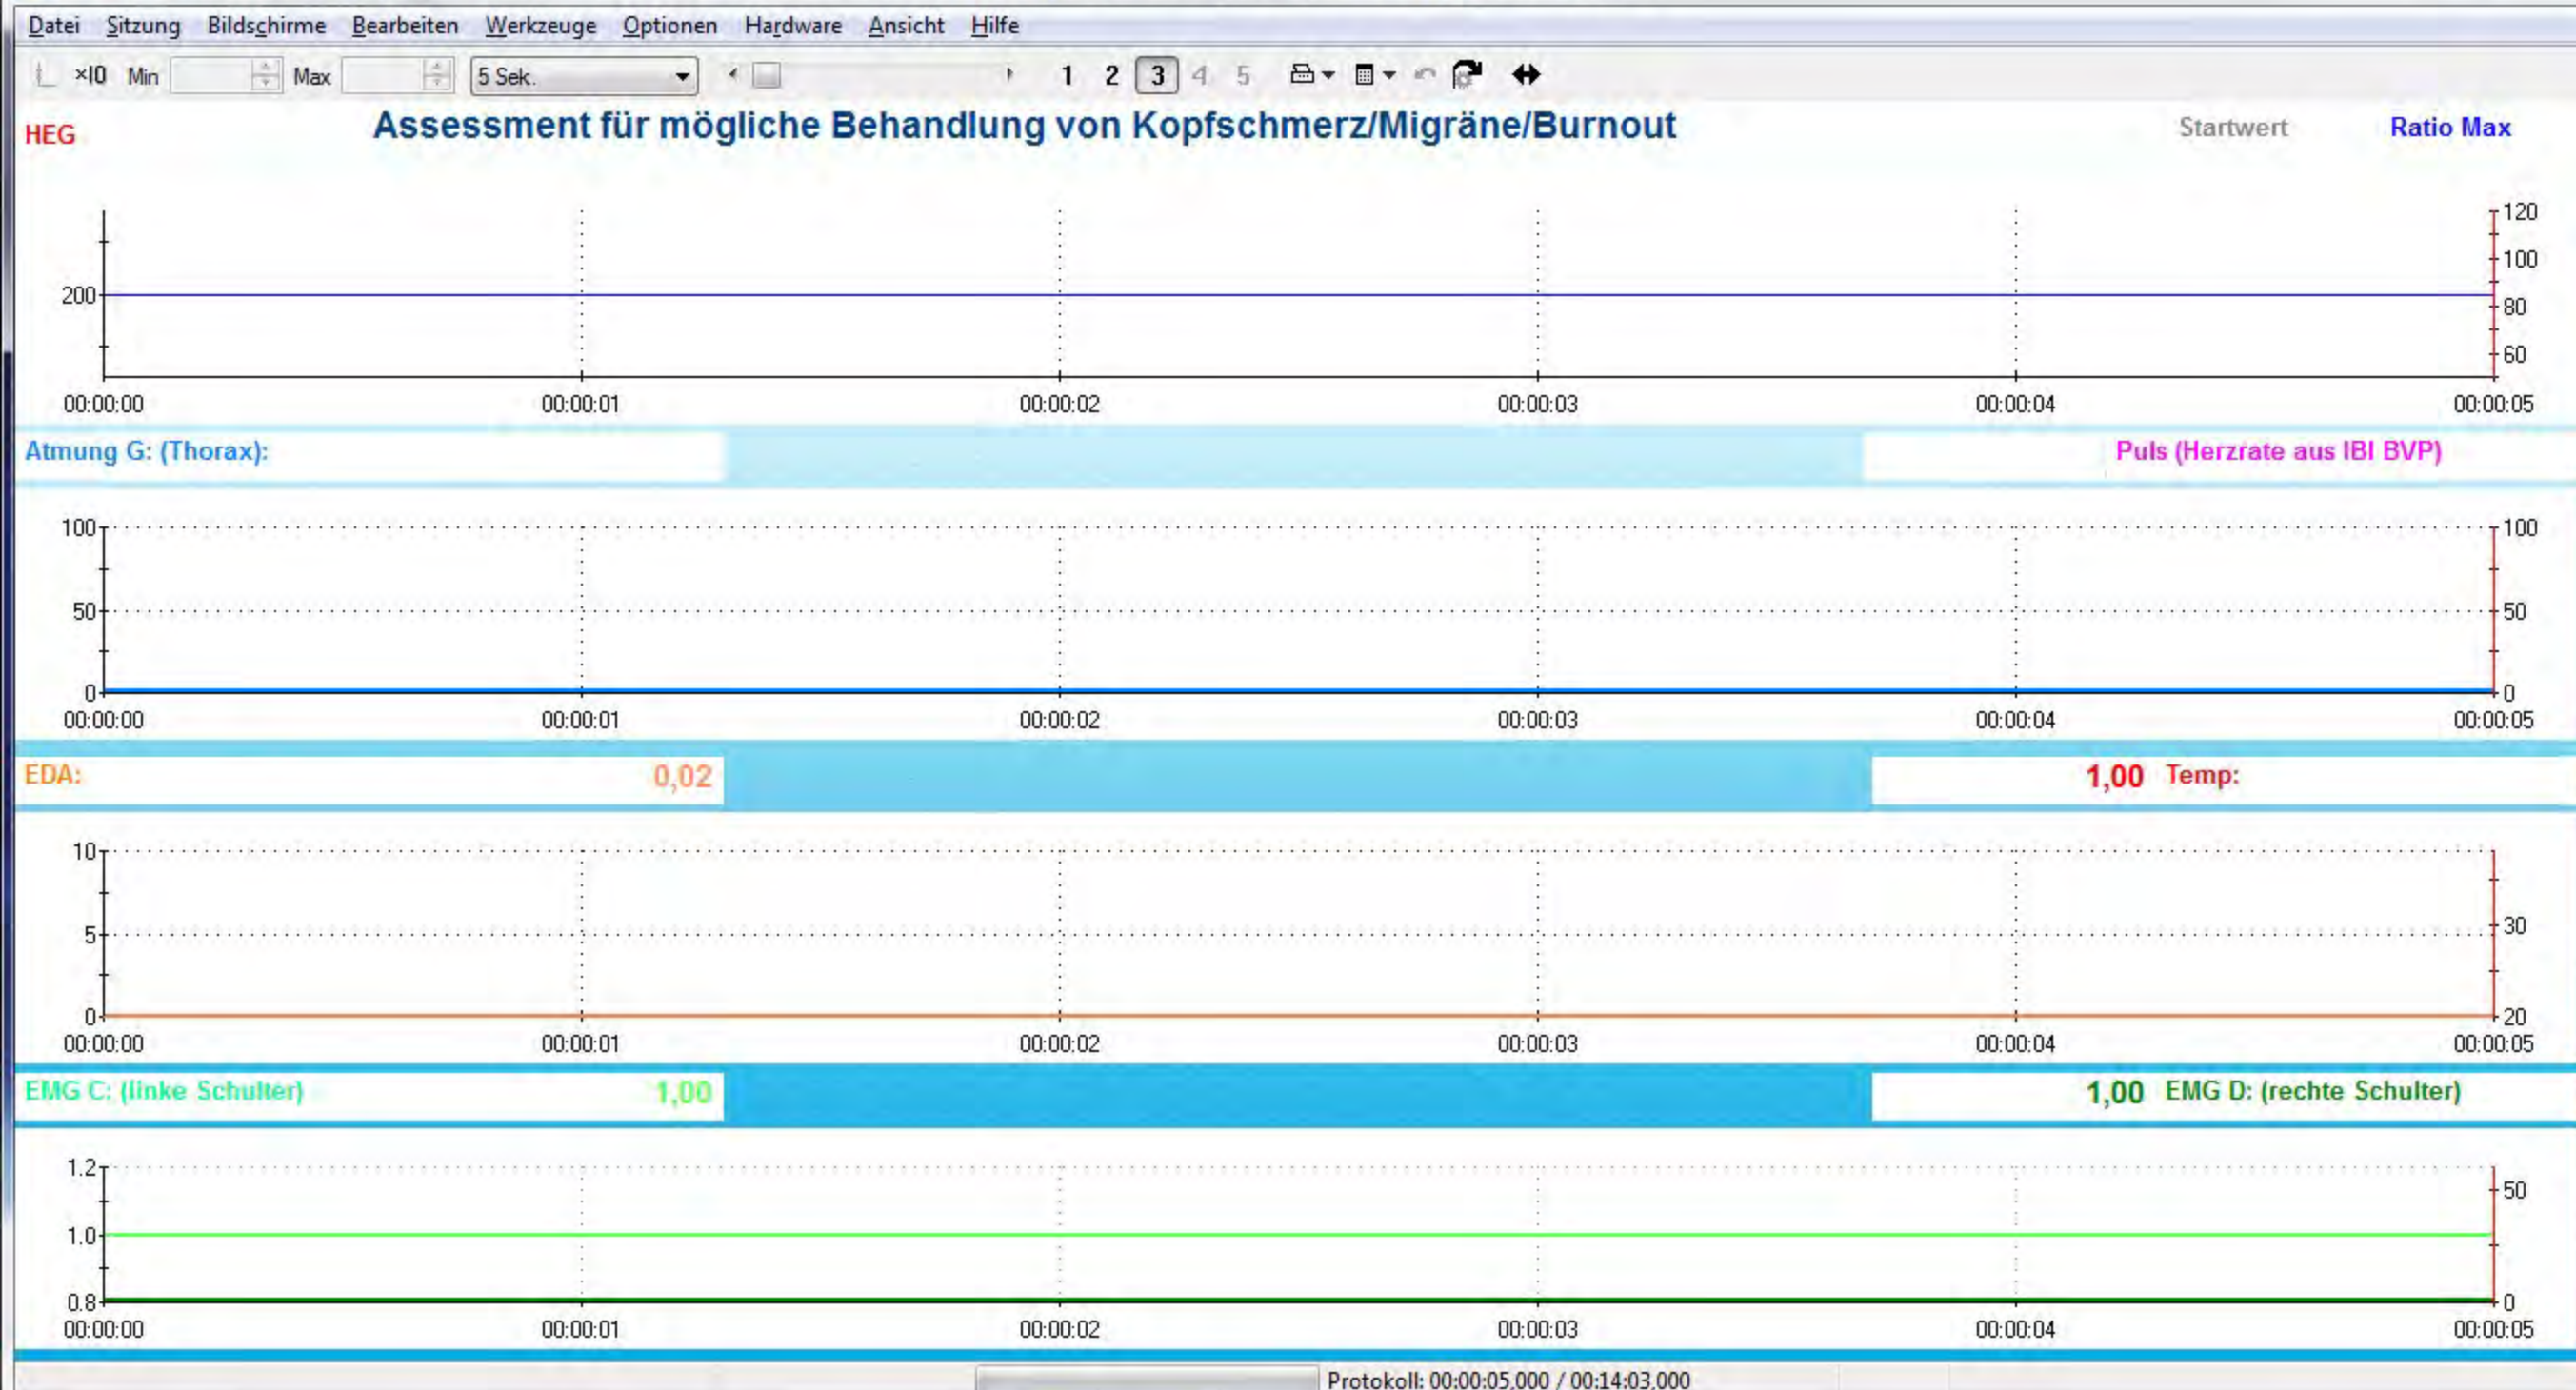 Datei Sitzung Bildschirme Bearbeiten Werkzeuge Optionen Hardware Ansicht Hilfe
×10 Min Max 5 Sek. 1 2 3 4 5
HEG Assessment für mögliche Behandlung von Kopfschmerz/Migräne/Burnout Startwert Ratio Max
120
100
200
80
60
00:00:00 00:00:01 00:00:02 00:00:03 00:00:04 00:00:05
Atmung G: (Thorax): Puls (Herzrate aus IBI BVP)
100 100
50 50
0 0
00:00:00 00:00:01 00:00:02 00:00:03 00:00:04 00:00:05
EDA: 0,02 1,00 Temp:
10
5 30
0 20
00:00:00 00:00:01 00:00:02 00:00:03 00:00:04 00:00:05
EMG C: (linke Schulter) 1,00 1,00 EMG D: (rechte Schulter)
1.2
50
1.0
0.8 0
00:00:00 00:00:01 00:00:02 00:00:03 00:00:04 00:00:05
Protokoll: 00:00:05,000 / 00:14:03,000